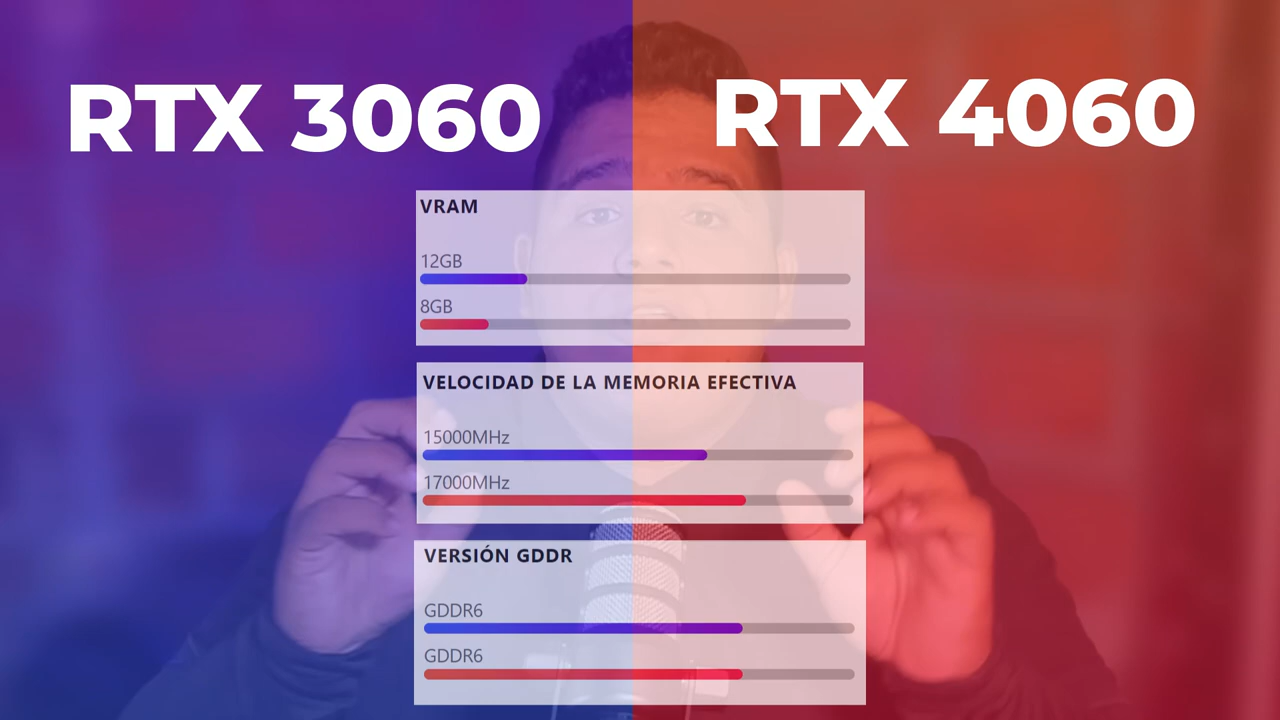 RTX 3060
RTX 4060
VRAM
12GB
8GB
VELOCIDAD DE LA MEMORIA EFECTIVA
15000MHz
17000MHz
VERSIÓN GDDR
GDDR6
GDDR6